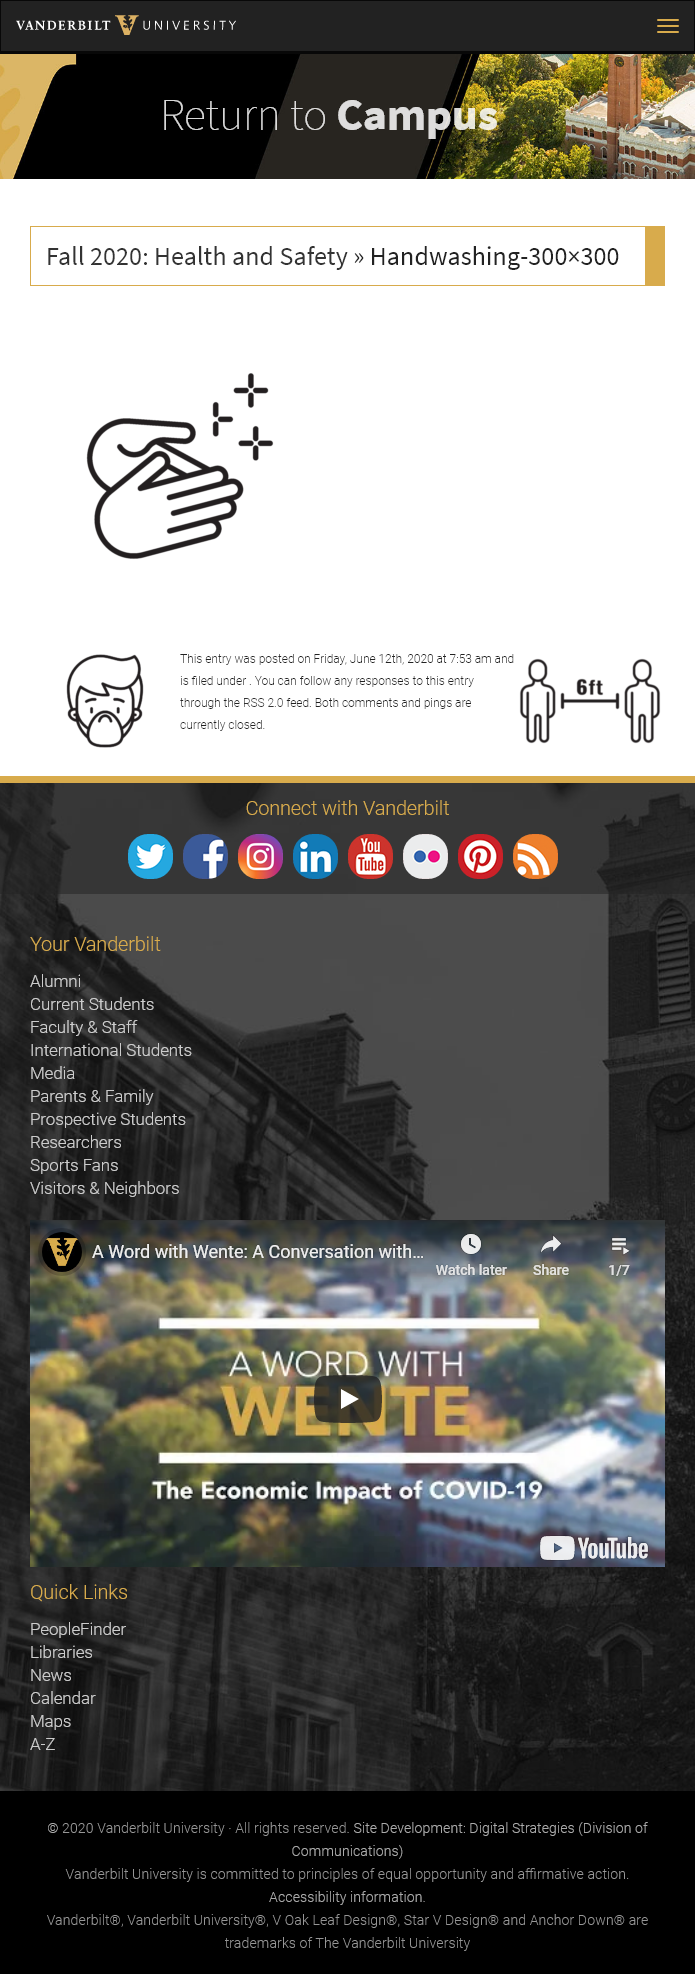 VANDERBILT UNIVERSITY
Return to Campus
Fall 2020: Health and Safety » Handwashing-300×300
This entry was posted on Friday, June 12th, 2020 at 7:53 am and
is filed under . You can follow any responses to this entry
through the RSS 2.0 feed. Both comments and pings are
currently closed.
6ft
Connect with Vanderbilt
You
Tube
Your Vanderbilt
Alumni
Current Students
Faculty & Staff
International Students
Media
Parents & Family
Prospective Students
Researchers
Sports Fans
Visitors & Neighbors
A Word with Wente: A Conversation with...
Watch later
Share
1/7
A WORD WITH
WENTE
The Economic Impact of COVID-19
YouTube
Quick Links
PeopleFinder
Libraries
News
Calendar
Maps
A-Z
© 2020 Vanderbilt University · All rights reserved. Site Development: Digital Strategies (Division of
Communications)
Vanderbilt University is committed to principles of equal opportunity and affirmative action.
Accessibility information.
Vanderbilt®, Vanderbilt University®, V Oak Leaf Design®, Star V Design® and Anchor Down® are
trademarks of The Vanderbilt University